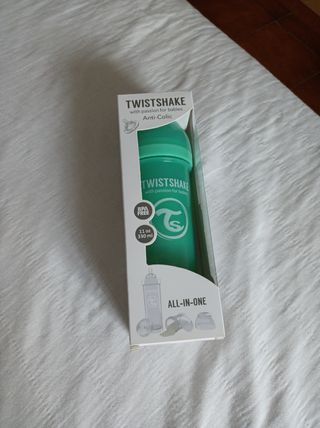 TWISTSHAKE
with passion for babies
Anti-Colic
TWISTSHAKE
with passion for babies
BPA
FREE
TS
11 oz
330 ml
ALL-IN-ONE